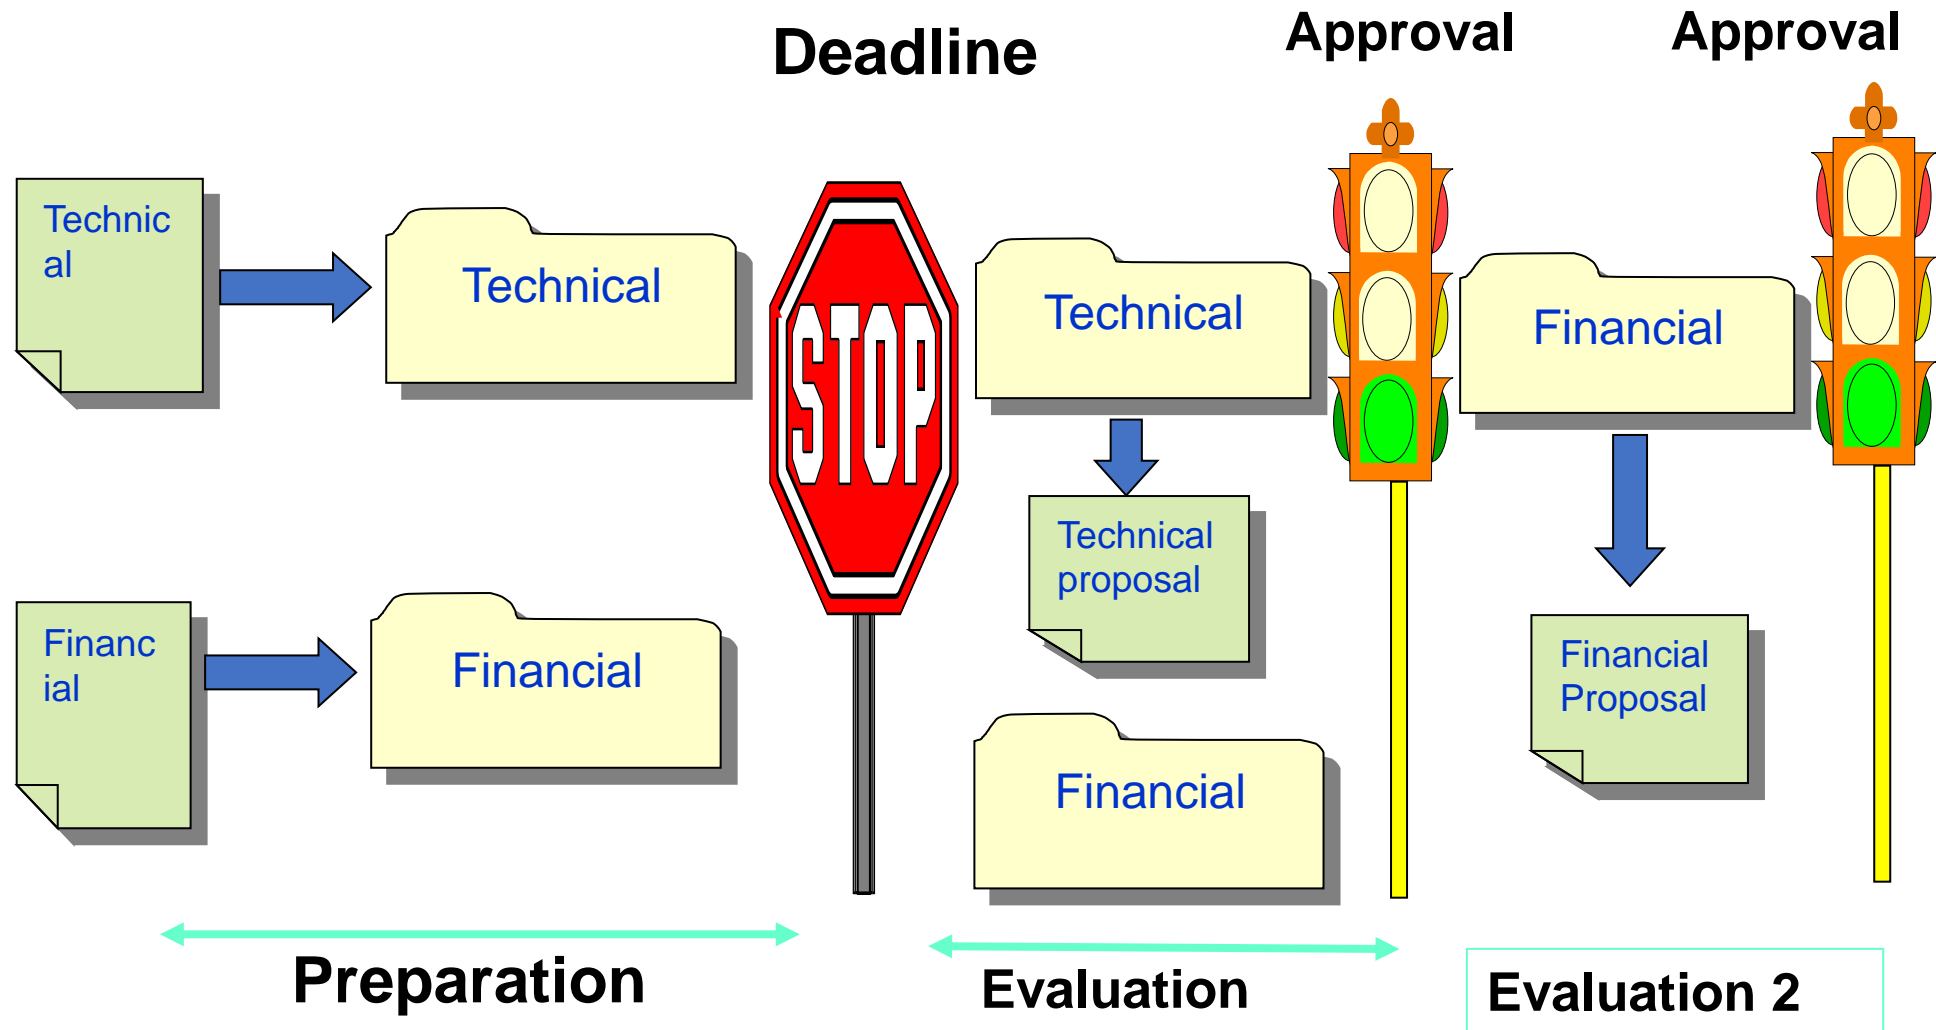 Deadline
Approval
Approval
Technic
al
Technical
STOP
Technical
Financial
Technical
proposal
Financ
ial
Financial
Financial
Proposal
Financial
Preparation
Evaluation
Evaluation 2